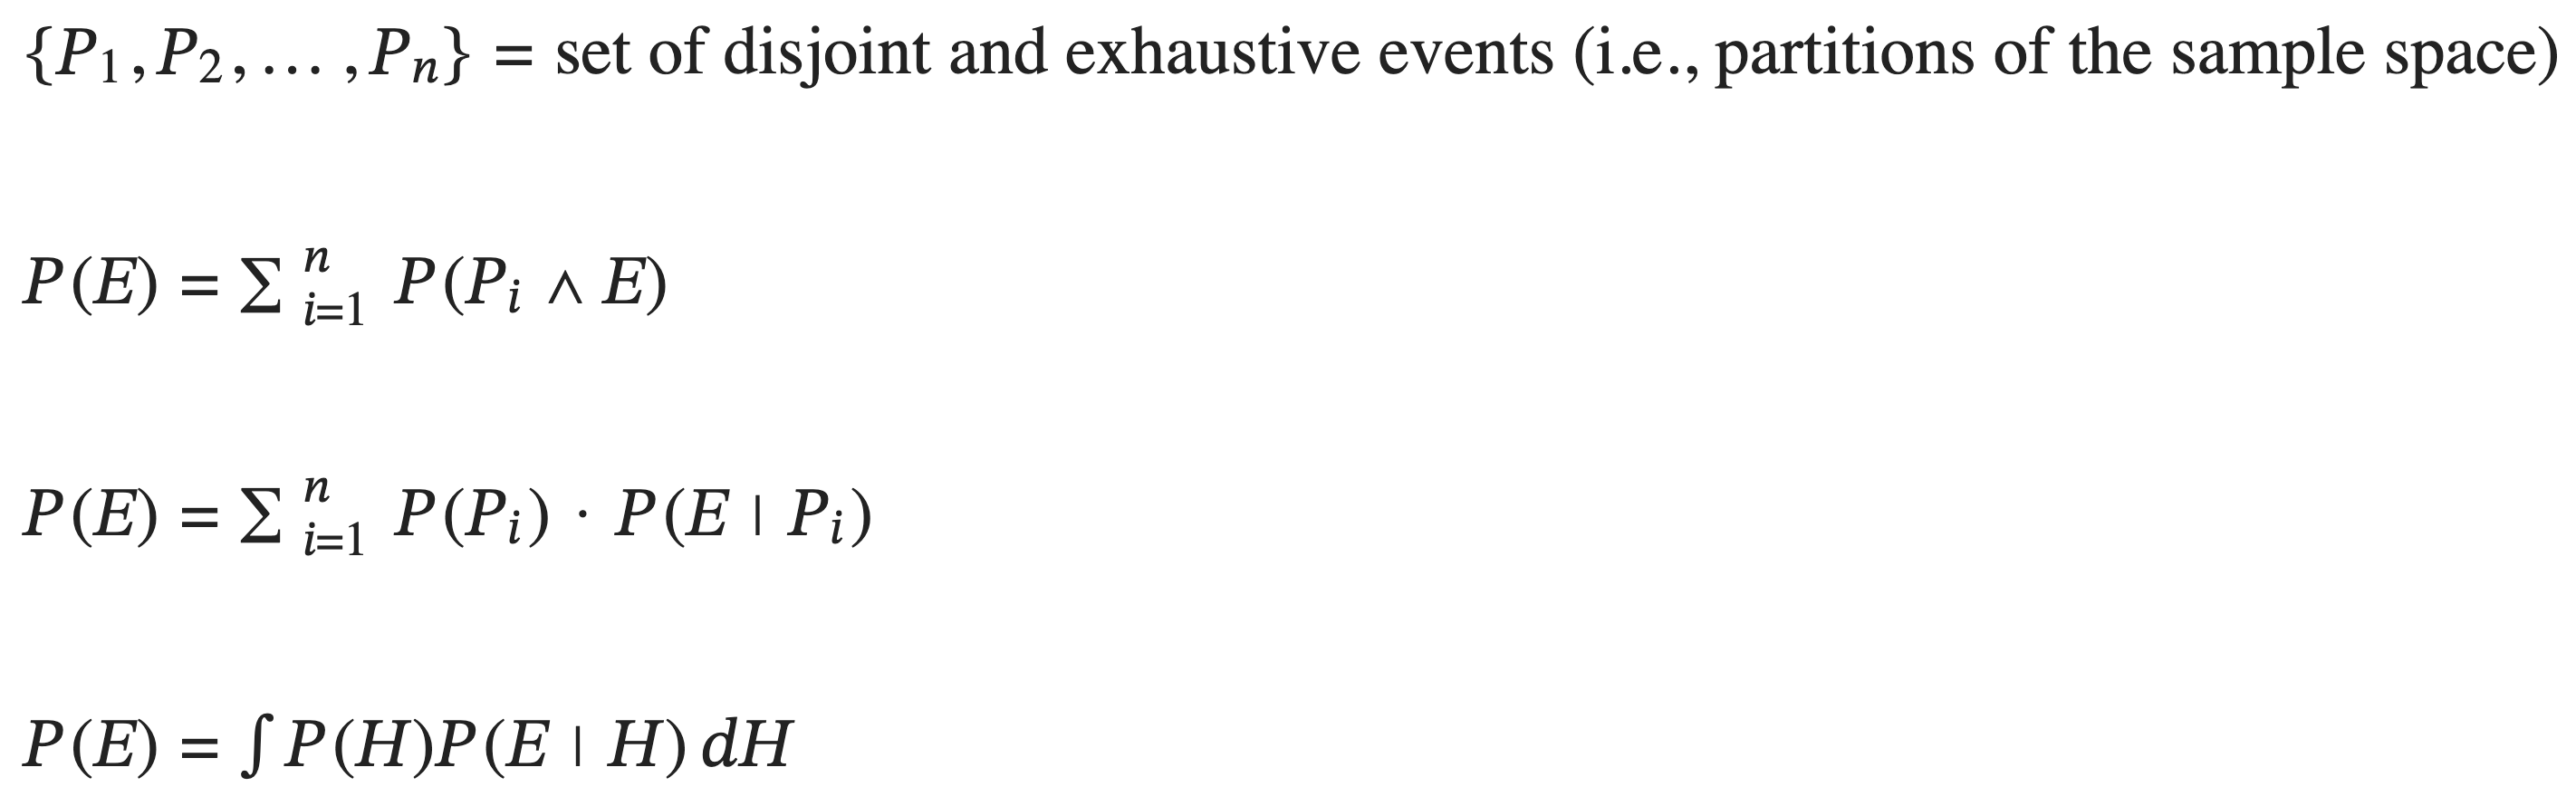 {P₁, P₂, … , Pₙ} = set of disjoint and exhaustive events (i.e., partitions of the sample space)
P(E) = ∑ⁿᵢ₌₁ P(Pᵢ ∧ E)
P(E) = ∑ⁿᵢ₌₁ P(Pᵢ) · P(E ∣ Pᵢ)
P(E) = ∫ P(H)P(E ∣ H) dH